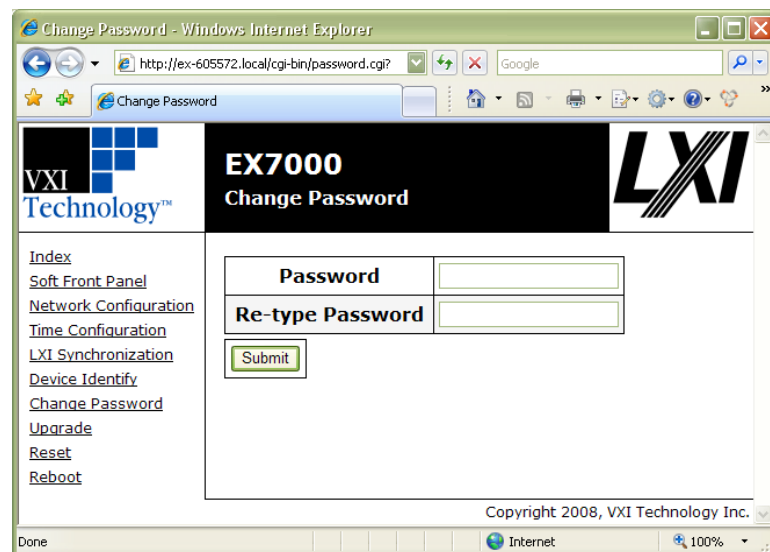 Change Password - Windows Internet Explorer
http://ex-605572.local/cgi-bin/password.cgi?
Google
Change Password
VXI
Technology™
EX7000
Change Password
LXI
Index
Soft Front Panel
Network Configuration
Time Configuration
LXI Synchronization
Device Identify
Change Password
Upgrade
Reset
Reboot
Password
Re-type Password
Submit
Copyright 2008, VXI Technology Inc.
Done
Internet
100%